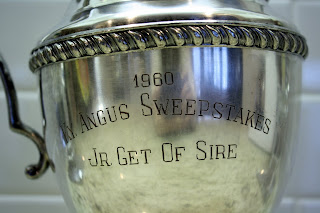 1960
Angus Sweepstakes
Jr Get Of Sire